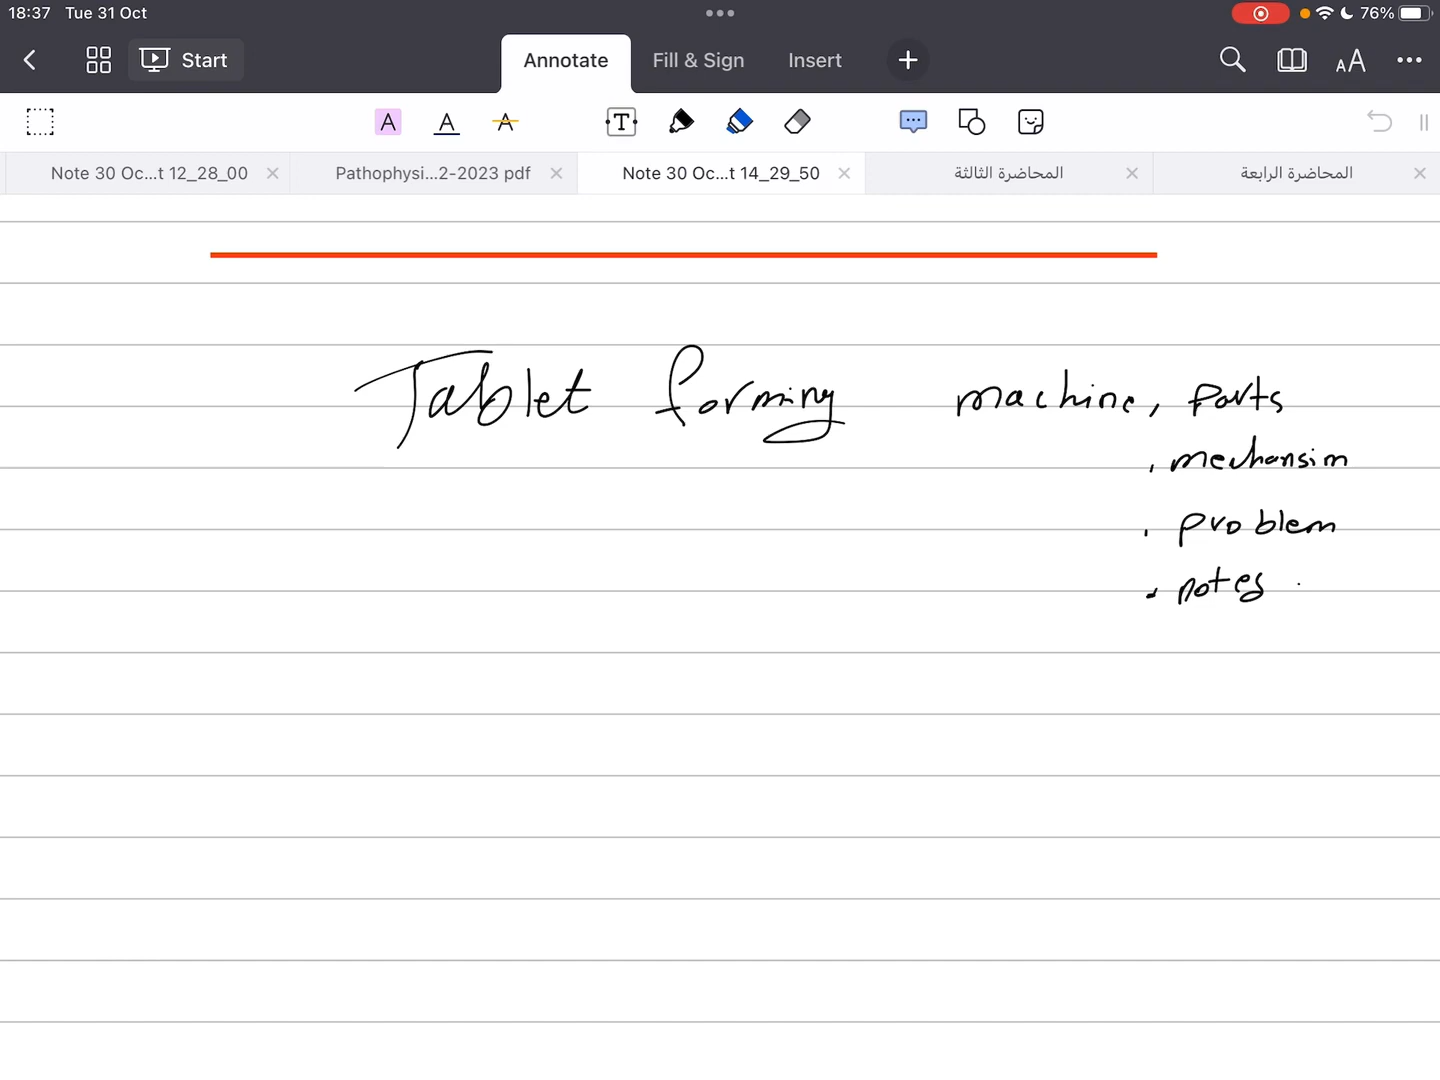 18:37 Tue 31 Oct 76%
Start Annotate Fill & Sign Insert
A A A T AA
Note 30 Oc...t 12_28_00 Pathophysi...2-2023 pdf Note 30 Oc...t 14_29_50 المحاضرة الثالثة المحاضرة الرابعة
Tablet forming machine, parts
, mechansim
. problem
. notes .